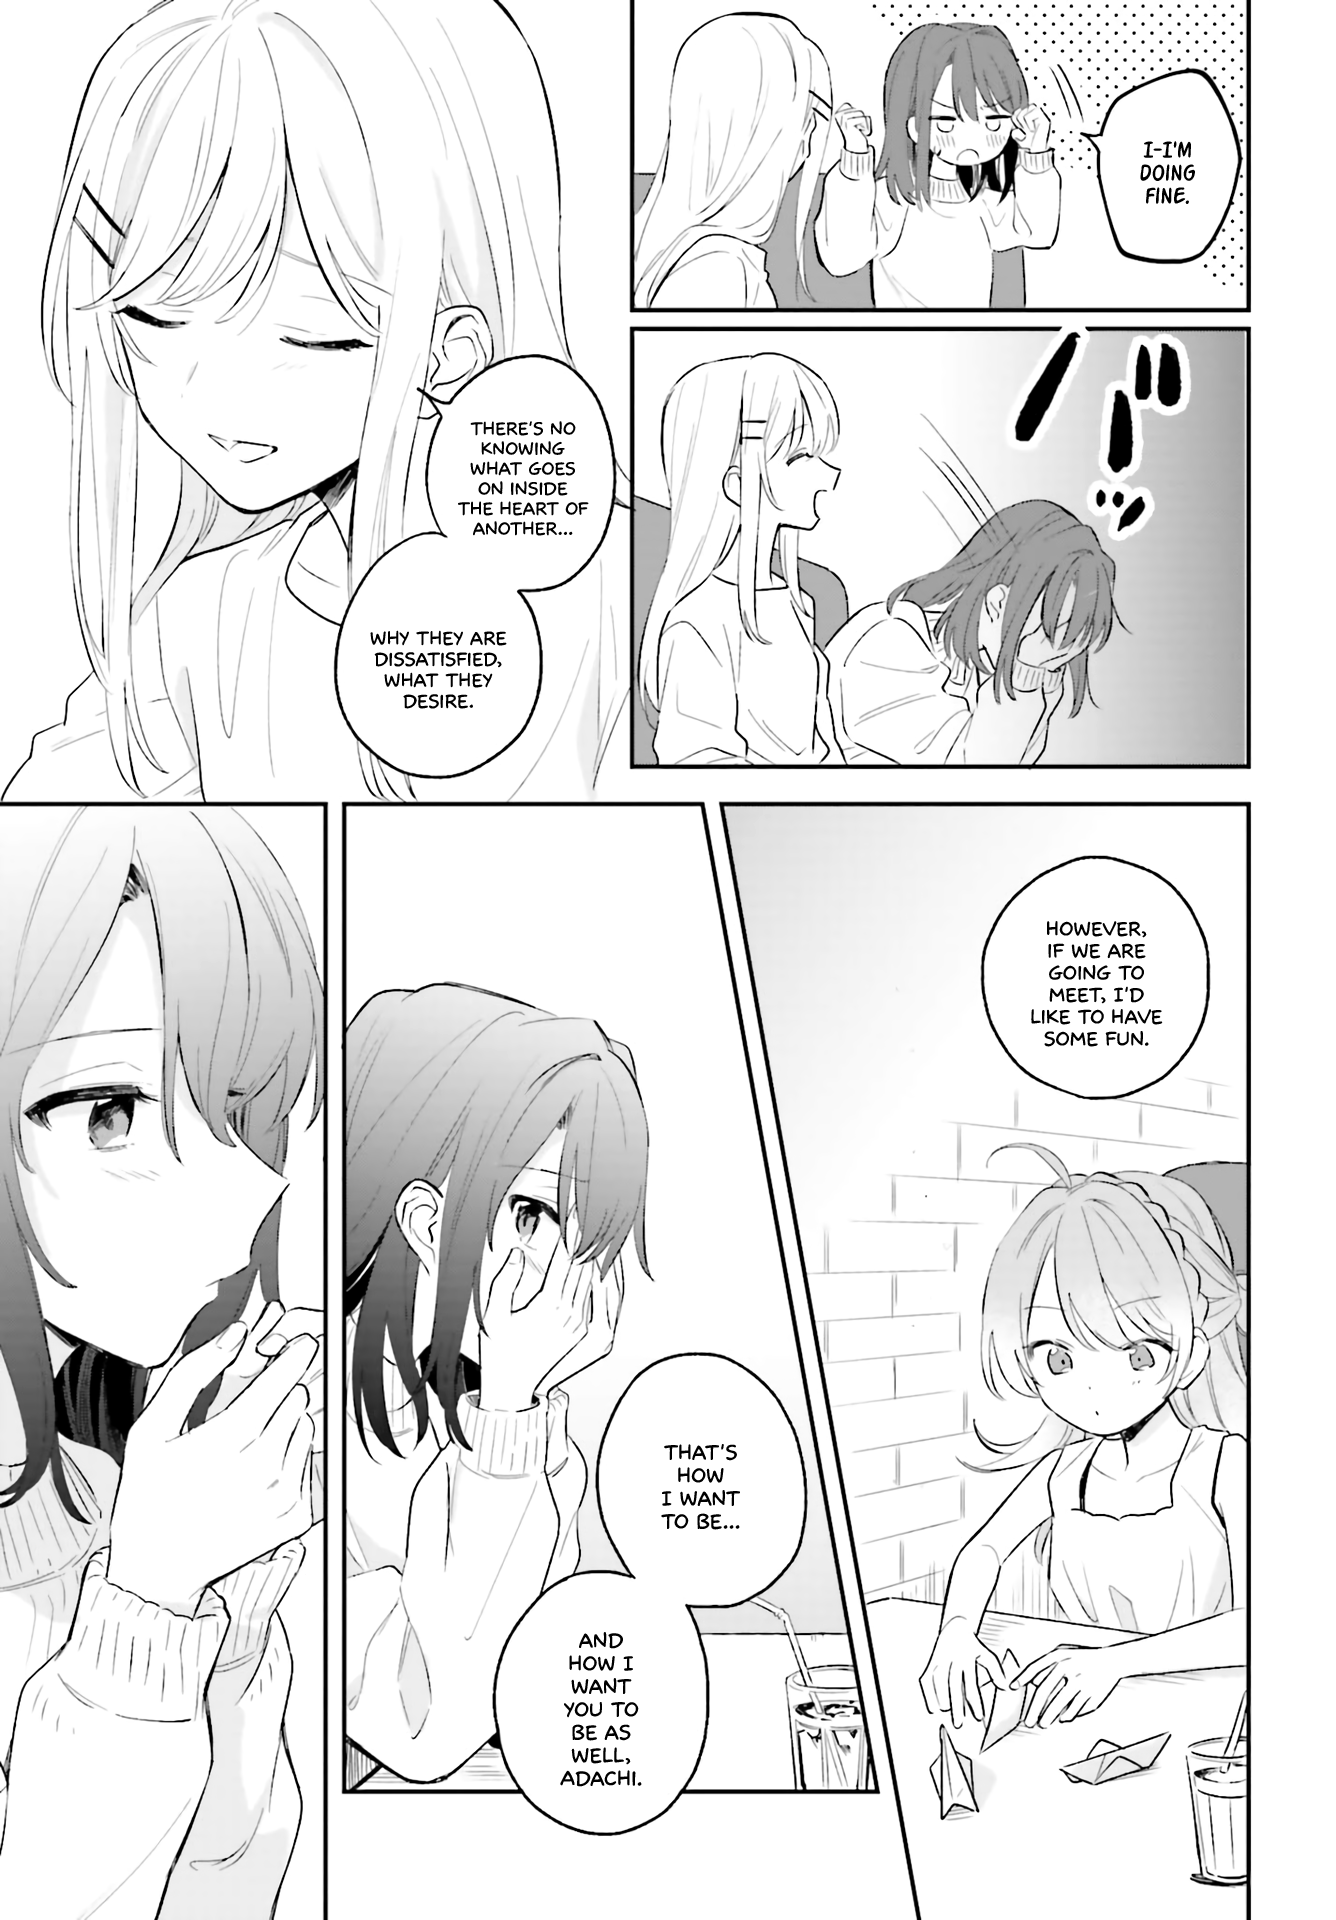 I-I'M
DOING
FINE.
バッ
THERE'S NO
KNOWING
WHAT GOES
ON INSIDE
THE HEART OF
ANOTHER...
WHY THEY ARE
DISSATISFIED,
WHAT THEY
DESIRE.
HOWEVER,
IF WE ARE
GOING TO
MEET, I'D
LIKE TO HAVE
SOME FUN.
THAT'S
HOW
I WANT
TO BE...
AND
HOW I
WANT
YOU TO
BE AS
WELL,
ADACHI.